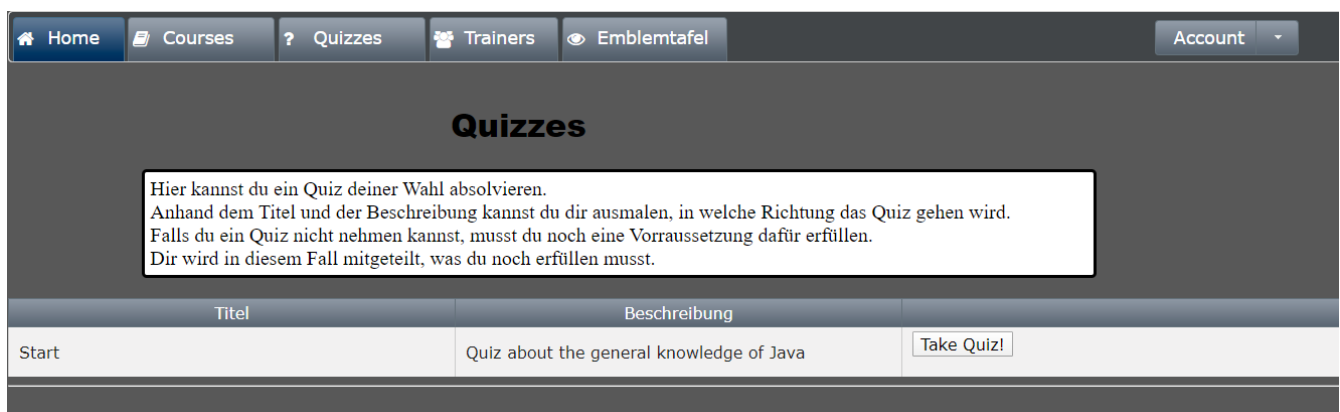 Home Courses ? Quizzes Trainers Emblemtafel Account
Quizzes
Hier kannst du ein Quiz deiner Wahl absolvieren.
Anhand dem Titel und der Beschreibung kannst du dir ausmalen, in welche Richtung das Quiz gehen wird.
Falls du ein Quiz nicht nehmen kannst, musst du noch eine Vorraussetzung dafür erfüllen.
Dir wird in diesem Fall mitgeteilt, was du noch erfüllen musst.
Titel Beschreibung
Start Quiz about the general knowledge of Java Take Quiz!